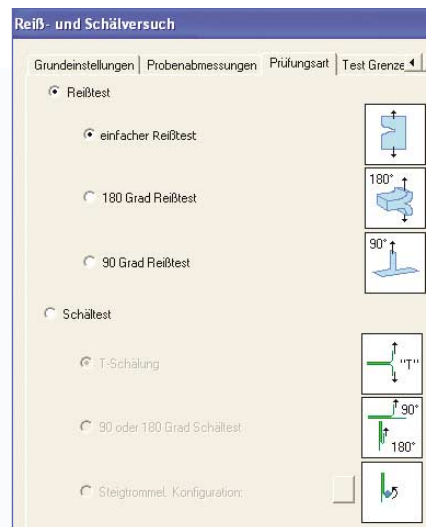 Reiß- und Schälversuch
Grundeinstellungen Probenabmessungen Prüfungsart Test Grenze
Reißtest
einfacher Reißtest
180 Grad Reißtest
180°
90 Grad Reißtest
90°
Schältest
T-Schälung
"T"
90 oder 180 Grad Schältest
90°
180°
Steigtrommel. Konfiguration: